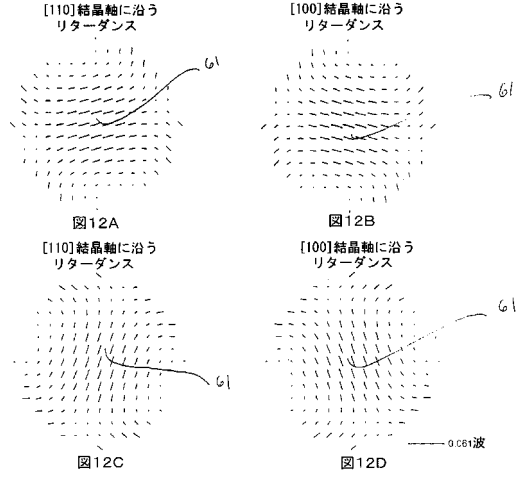 [110]結晶軸に沿う
リターダンス
61
図12A
[100]結晶軸に沿う
リターダンス
61
図12B
[110]結晶軸に沿う
リターダンス
61
図12C
[100]結晶軸に沿う
リターダンス
61
0.061波
図12D